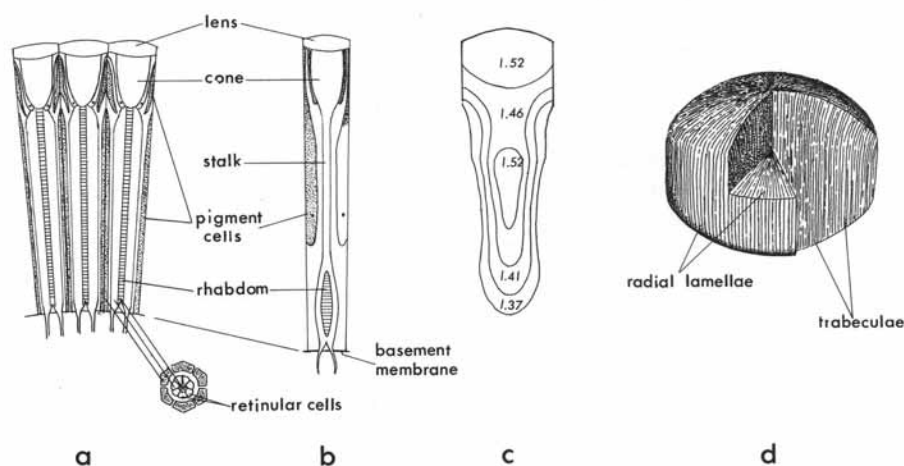 lens
cone
stalk
pigment
cells
rhabdom
basement
membrane
retinular cells
1.52
1.46
1.52
1.41
1.37
radial lamellae
trabeculae
a
b
c
d